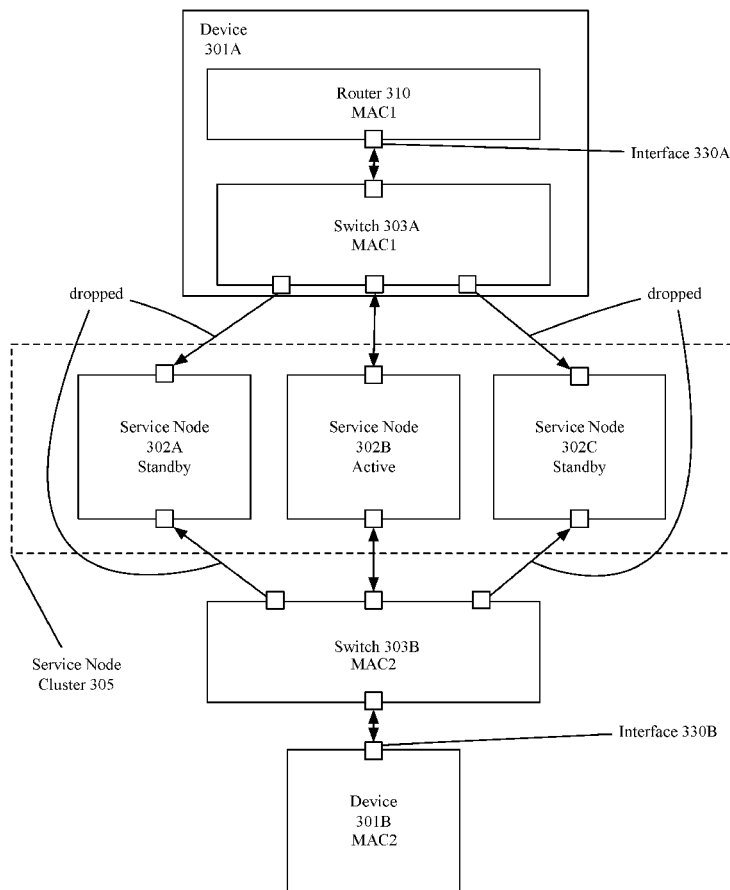 Device
301A
Router 310
MAC1
Interface 330A
Switch 303A
MAC1
dropped
dropped
Service Node
302A
Standby
Service Node
302B
Active
Service Node
302C
Standby
Switch 303B
MAC2
Service Node
Cluster 305
Interface 330B
Device
301B
MAC2